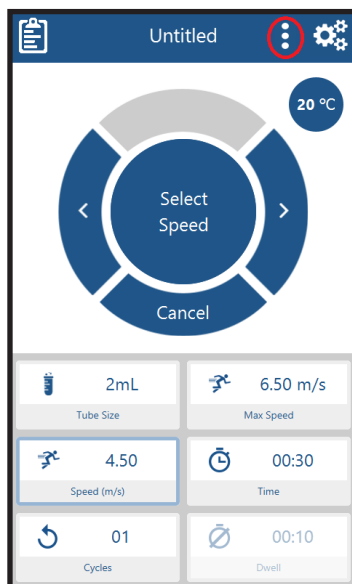 Untitled
20 °C
Select
Speed
Cancel
2mL
Tube Size
6.50 m/s
Max Speed
4.50
Speed (m/s)
00:30
Time
01
Cycles
00:10
Dwell